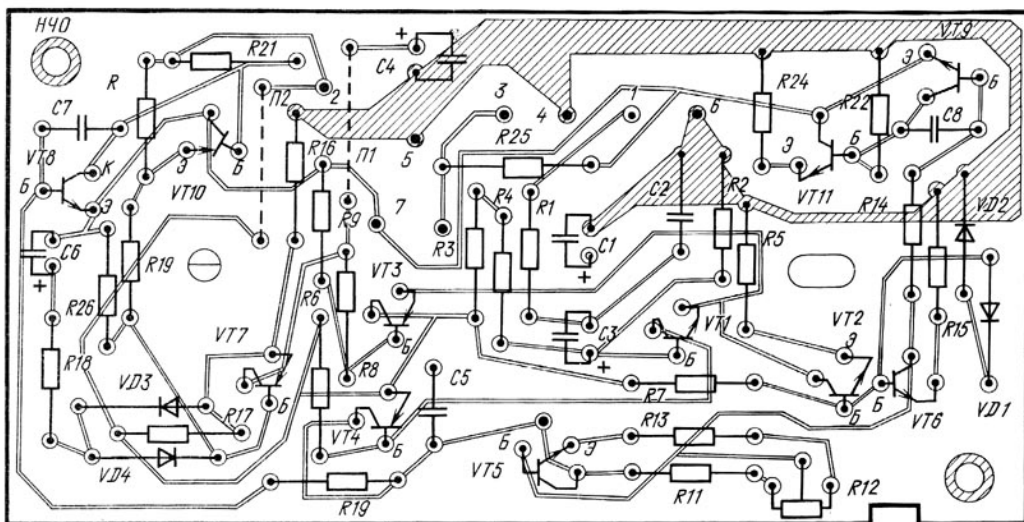 НЧ0
R21
+
C4
VT9
R
П2
2
3
4
1
6
R24
R22
Э
Б
C8
C7
VT8
К
Б
Э
Э
Б
VT10
R16
П1
5
R25
Э
Б
VT11
R9
7
R4
R1
C2
R2
R14
VD2
R3
C1
+
R5
C6
+
R19
R26
R6
VT3
Б
C3
+
VT1
Б
VT2
Э
Б
R15
R18
VT7
Б
R8
C5
R7
Б
VT6
VD1
VD3
R17
VD4
VT4
Б
Б
Э
VT5
R13
R11
R12
R19